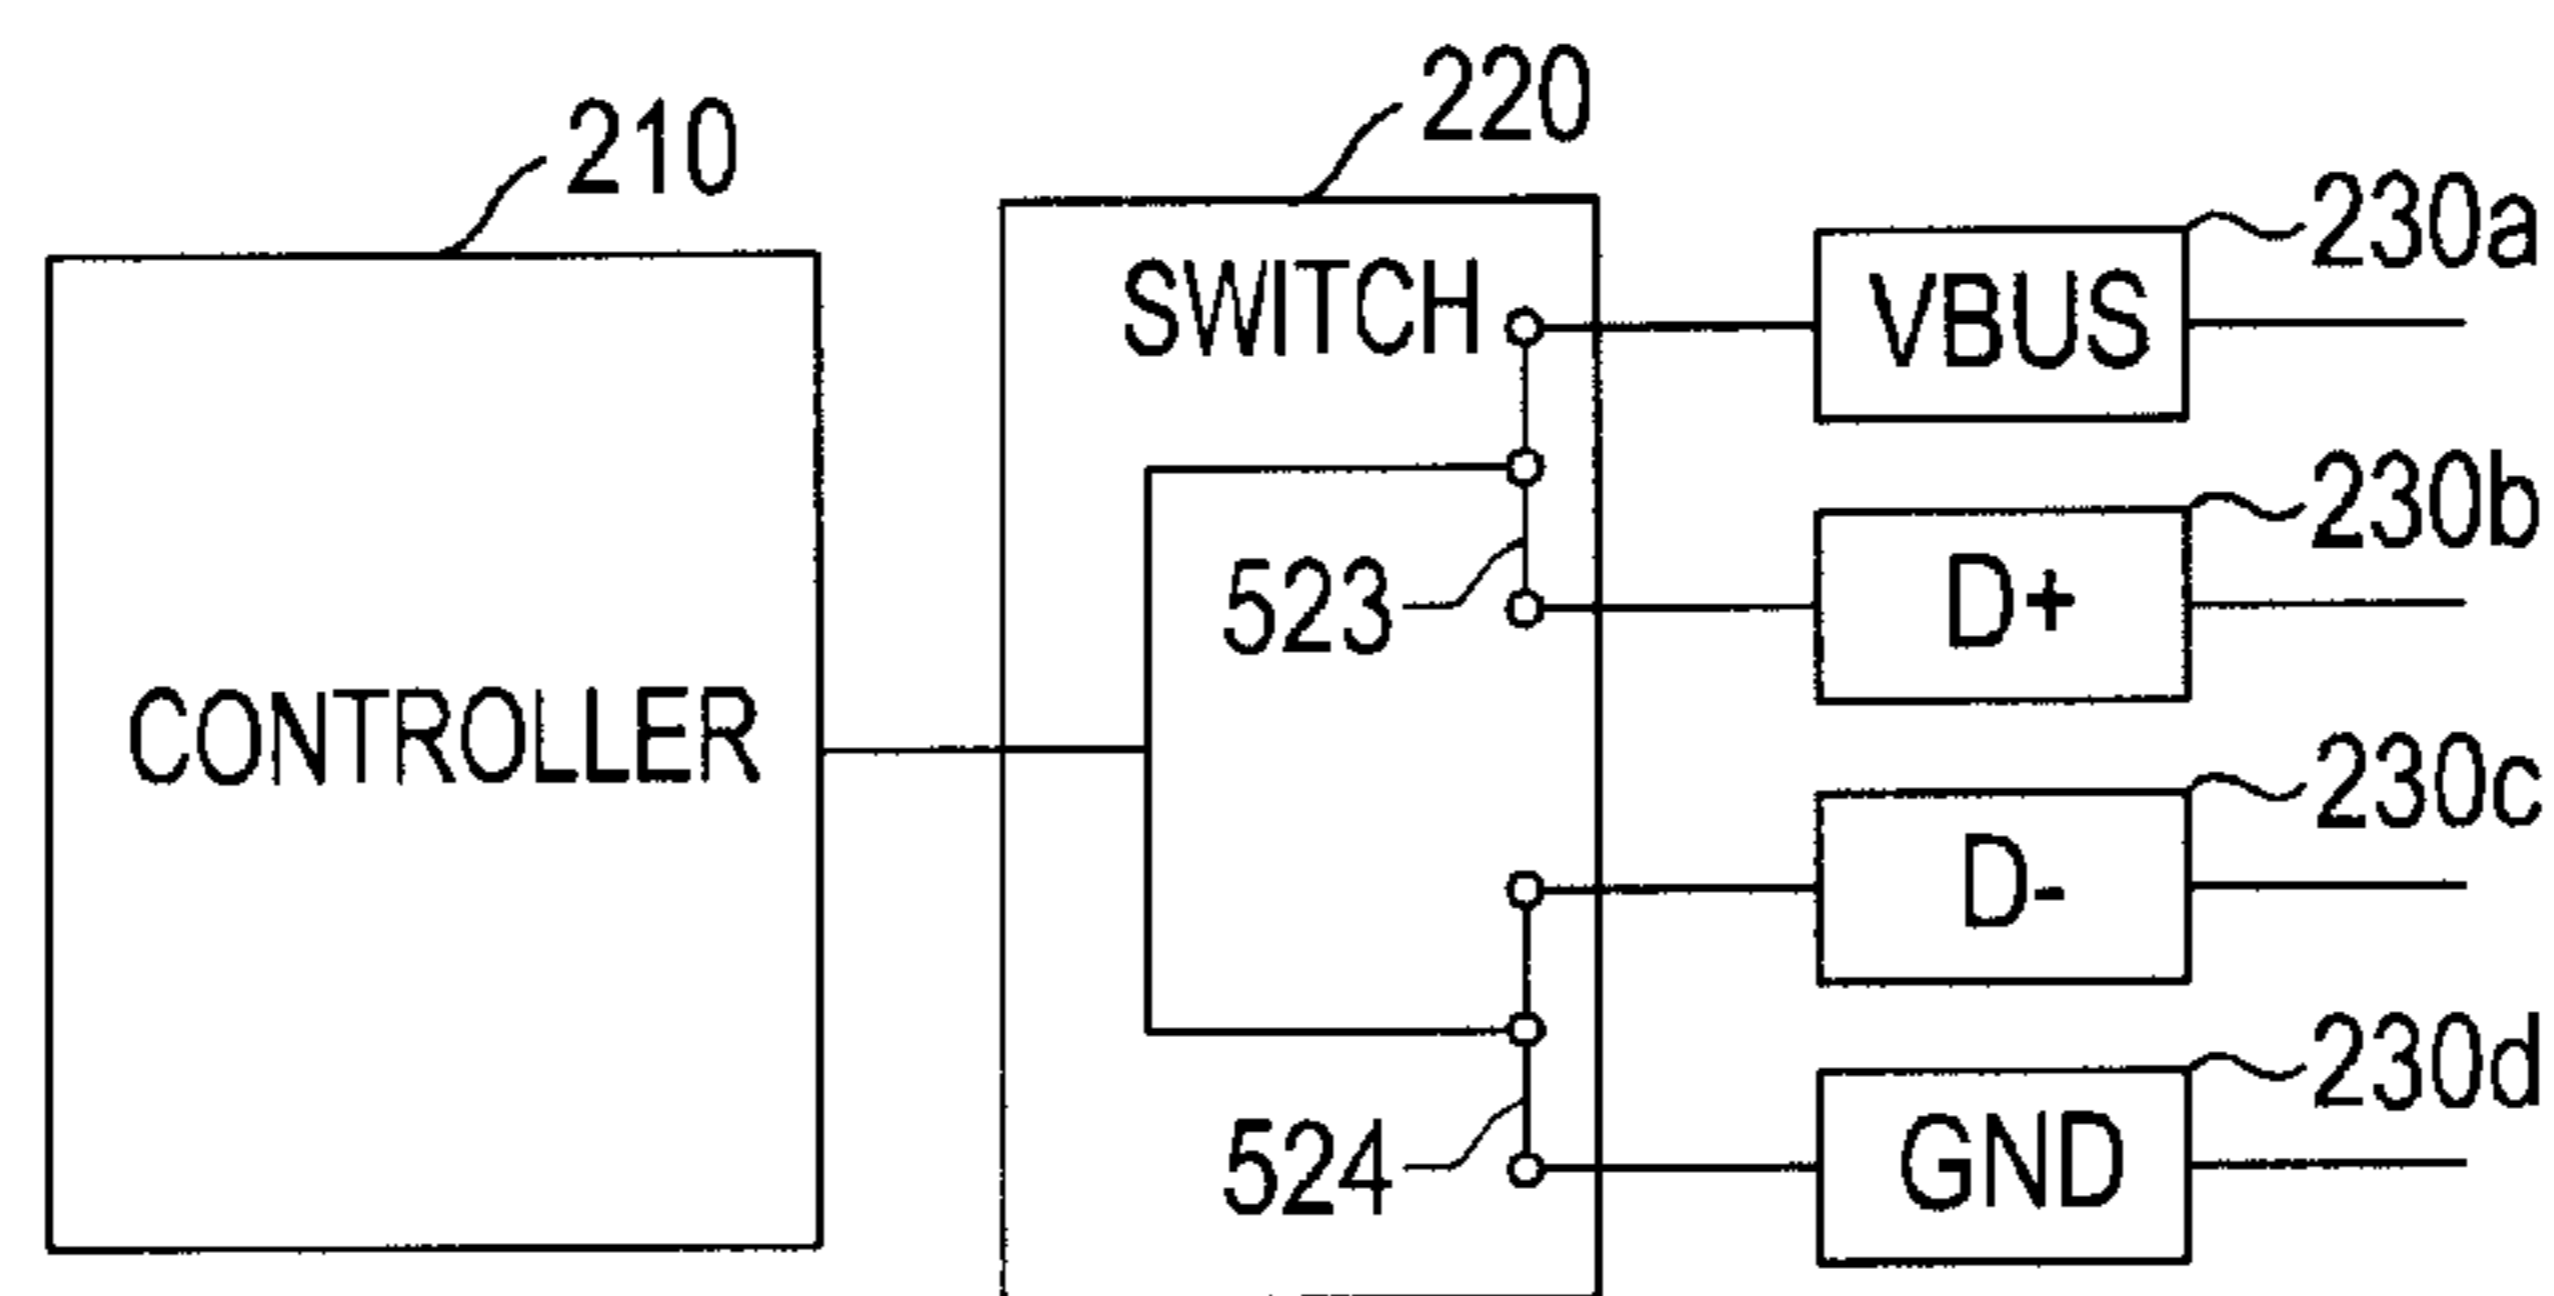 220
210
230a
SWITCH
VBUS
230b
523
D+
CONTROLLER
230c
D-
230d
524
GND